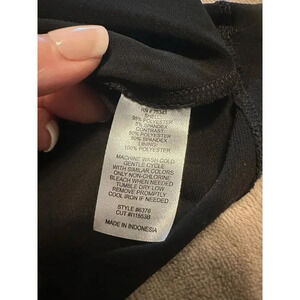 SHELL:
95% POLYESTER
5% SPANDEX
CONTRAST:
50% POLYESTER
50% SPANDEX
LINING:
100% POLYESTER
MACHINE WASH COLD
GENTLE CYCLE
WITH SIMILAR COLORS
ONLY NON-CHLORINE
BLEACH WHEN NEEDED
TUMBLE DRY LOW
REMOVE PROMPTLY
COOL IRON IF NEEDED
STYLE #6370
MADE IN INDONESIA